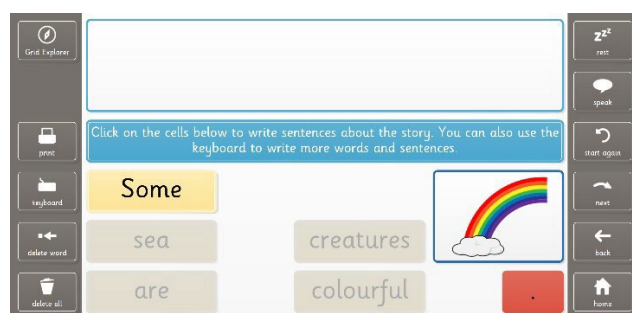 Grid Explorer
print
keyboard
delete word
delete all
Click on the cells below to write sentences about the story. You can also use the
keyboard to write more words and sentences.
Some
sea
creatures
are
colourful
.
zzz
rest
speak
start again
next
back
home